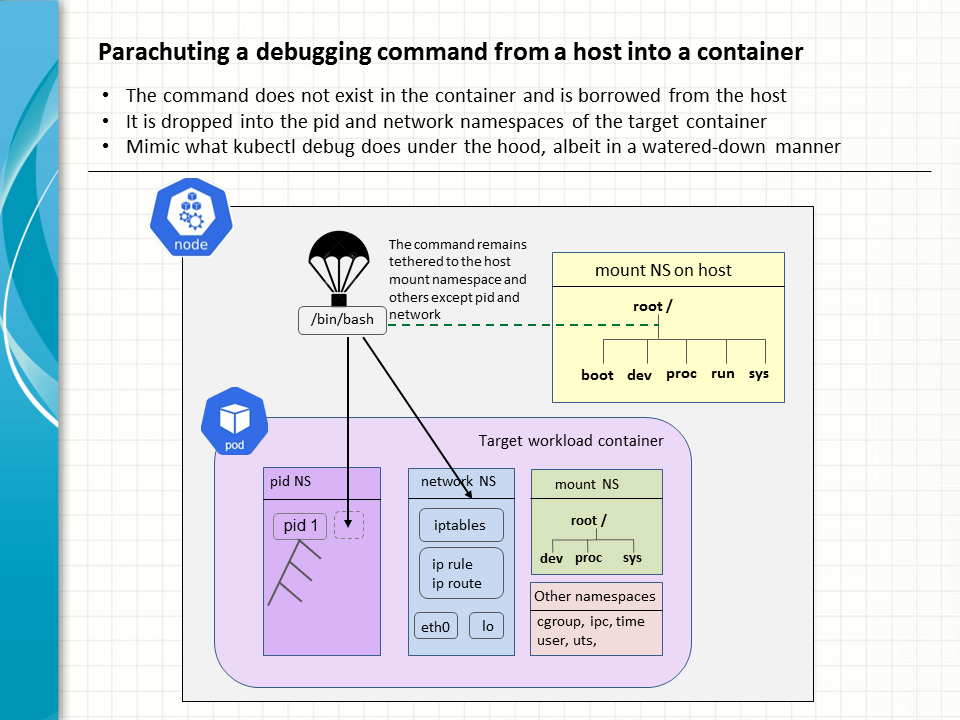 Parachuting a debugging command from a host into a container
• The command does not exist in the container and is borrowed from the host
• It is dropped into the pid and network namespaces of the target container
• Mimic what kubectl debug does under the hood, albeit in a watered-down manner
node
The command remains
tethered to the host
mount namespace and
others except pid and
network
/bin/bash
mount NS on host
root /
boot dev proc run sys
pod
Target workload container
pid NS
pid 1
network NS
iptables
ip rule
ip route
eth0
lo
mount NS
root /
dev proc sys
Other namespaces
cgroup, ipc, time
user, uts,